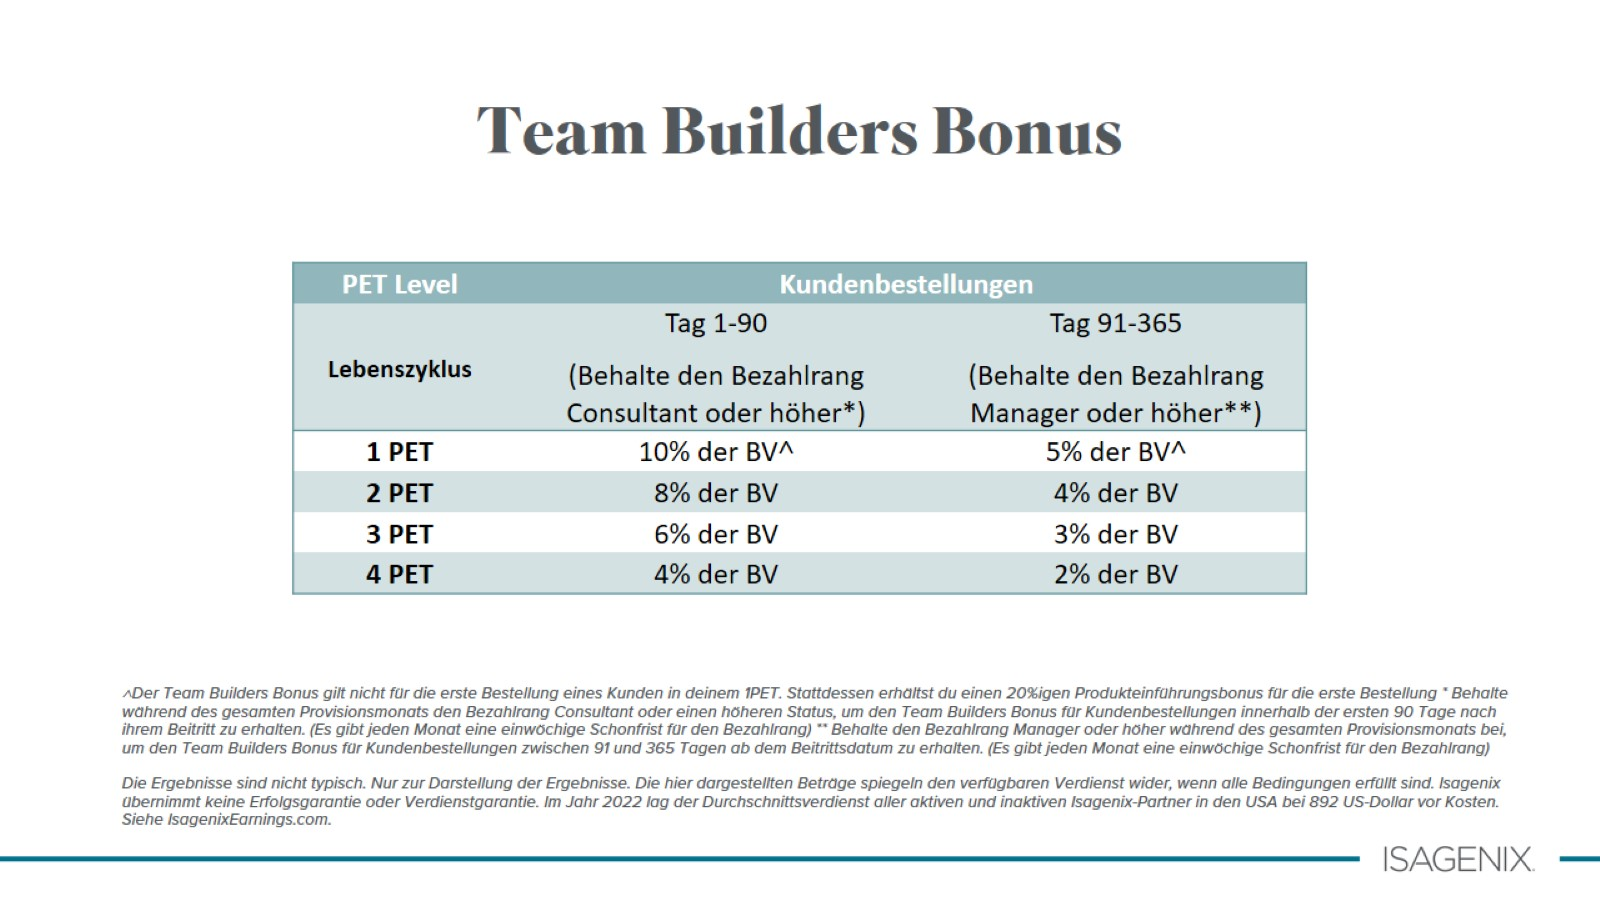 Team Builders Bonus
PET Level Kundenbestellungen
Lebenszyklus
Tag 1-90
(Behalte den Bezahlrang
Consultant oder höher*)
Tag 91-365
(Behalte den Bezahlrang
Manager oder höher**)
1 PET 10% der BV^ 5% der BV^
2 PET 8% der BV 4% der BV
3 PET 6% der BV 3% der BV
4 PET 4% der BV 2% der BV
^Der Team Builders Bonus gilt nicht für die erste Bestellung eines Kunden in deinem 1PET. Stattdessen erhältst du einen 20%igen Produkteinführungsbonus für die erste Bestellung * Behalte
während des gesamten Provisionsmonats den Bezahlrang Consultant oder einen höheren Status, um den Team Builders Bonus für Kundenbestellungen innerhalb der ersten 90 Tage nach
ihrem Beitritt zu erhalten. (Es gibt jeden Monat eine einwöchige Schonfrist für den Bezahlrang) ** Behalte den Bezahlrang Manager oder höher während des gesamten Provisionsmonats bei,
um den Team Builders Bonus für Kundenbestellungen zwischen 91 und 365 Tagen ab dem Beitrittsdatum zu erhalten. (Es gibt jeden Monat eine einwöchige Schonfrist für den Bezahlrang)
Die Ergebnisse sind nicht typisch. Nur zur Darstellung der Ergebnisse. Die hier dargestellten Beträge spiegeln den verfügbaren Verdienst wider, wenn alle Bedingungen erfüllt sind. Isagenix
übernimmt keine Erfolgsgarantie oder Verdienstgarantie. Im Jahr 2022 lag der Durchschnittsverdienst aller aktiven und inaktiven Isagenix-Partner in den USA bei 892 US-Dollar vor Kosten.
Siehe IsagenixEarnings.com.
ISAGENIX.